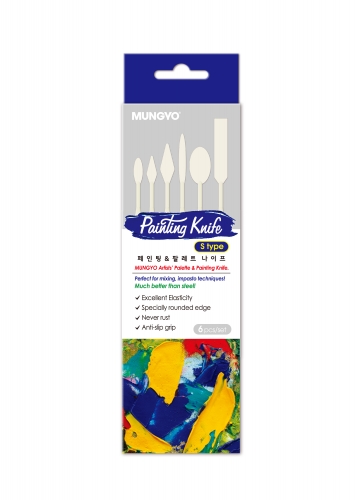 MUNGYO®
Painting Knife
S type
페인팅&팔레트 나이프
MUNGYO Artists' Palette & Painting Knife.
Perfect for mixing, impasto techniques!
Much better than steel!
✓ Excellent Elasticity
✓ Specially rounded edge
✓ Never rust
✓ Anti-slip grip
6 pcs/set